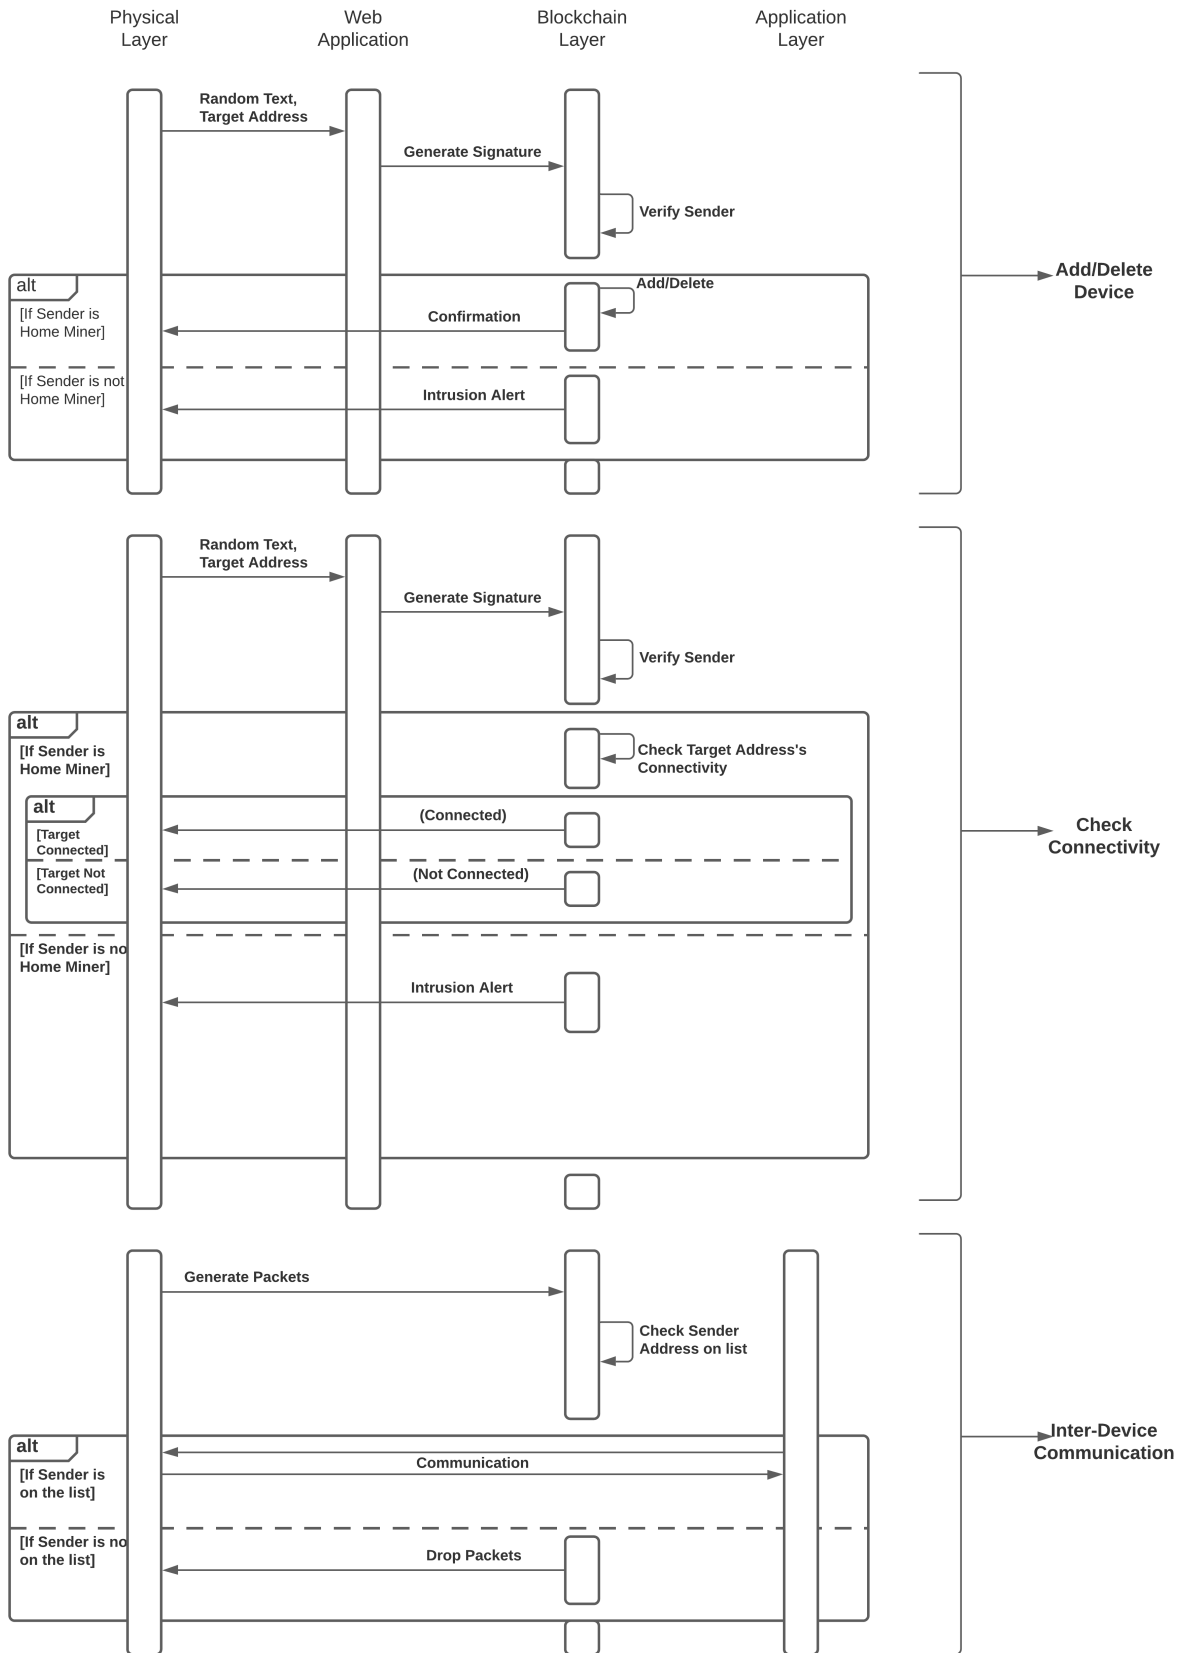 Physical
Layer
Web
Application
Blockchain
Layer
Application
Layer
Random Text,
Target Address
Generate Signature
Verify Sender
alt
[If Sender is
Home Miner]
Add/Delete
Confirmation
[If Sender is not
Home Miner]
Intrusion Alert
Add/Delete
Device
Random Text,
Target Address
Generate Signature
Verify Sender
alt
[If Sender is
Home Miner]
Check Target Address's
Connectivity
alt
[Target
Connected]
(Connected)
[Target Not
Connected]
(Not Connected)
[If Sender is no
Home Miner]
Intrusion Alert
Check
Connectivity
Generate Packets
Check Sender
Address on list
alt
[If Sender is
on the list]
Communication
[If Sender is no
on the list]
Drop Packets
Inter-Device
Communication